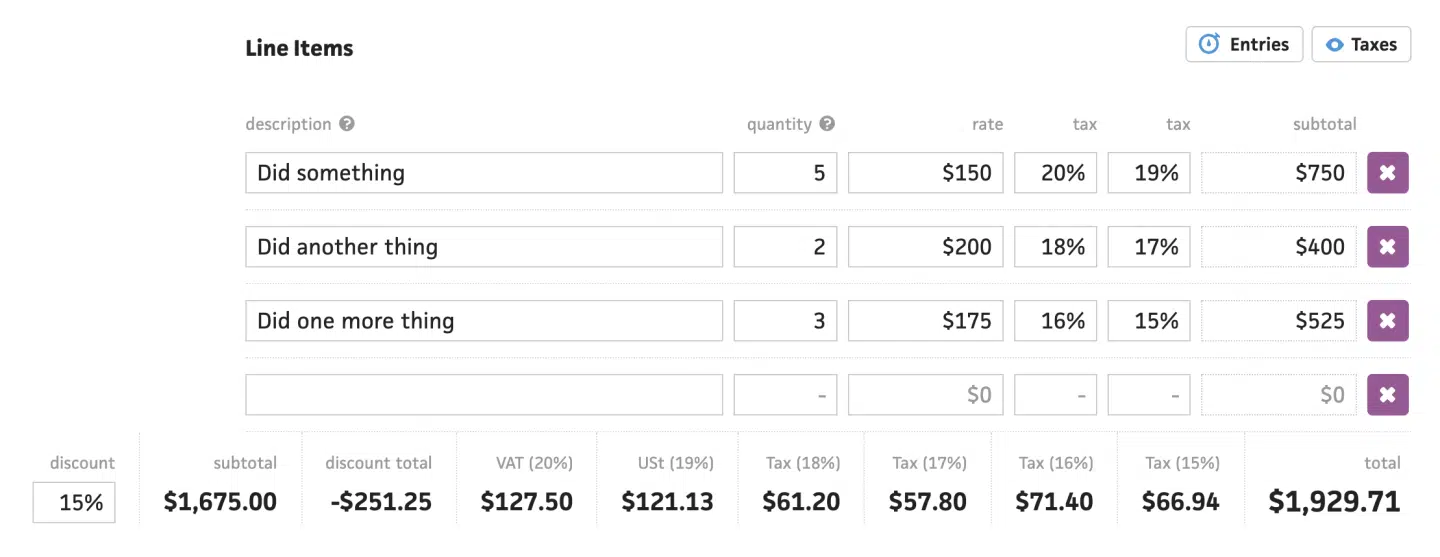 Line Items Entries Taxes
description quantity rate tax tax subtotal
Did something 5 $150 20% 19% $750
Did another thing 2 $200 18% 17% $400
Did one more thing 3 $175 16% 15% $525
- $0 - - $0
discount subtotal discount total VAT (20%) USt (19%) Tax (18%) Tax (17%) Tax (16%) Tax (15%) total
15% $1,675.00 -$251.25 $127.50 $121.13 $61.20 $57.80 $71.40 $66.94 $1,929.71